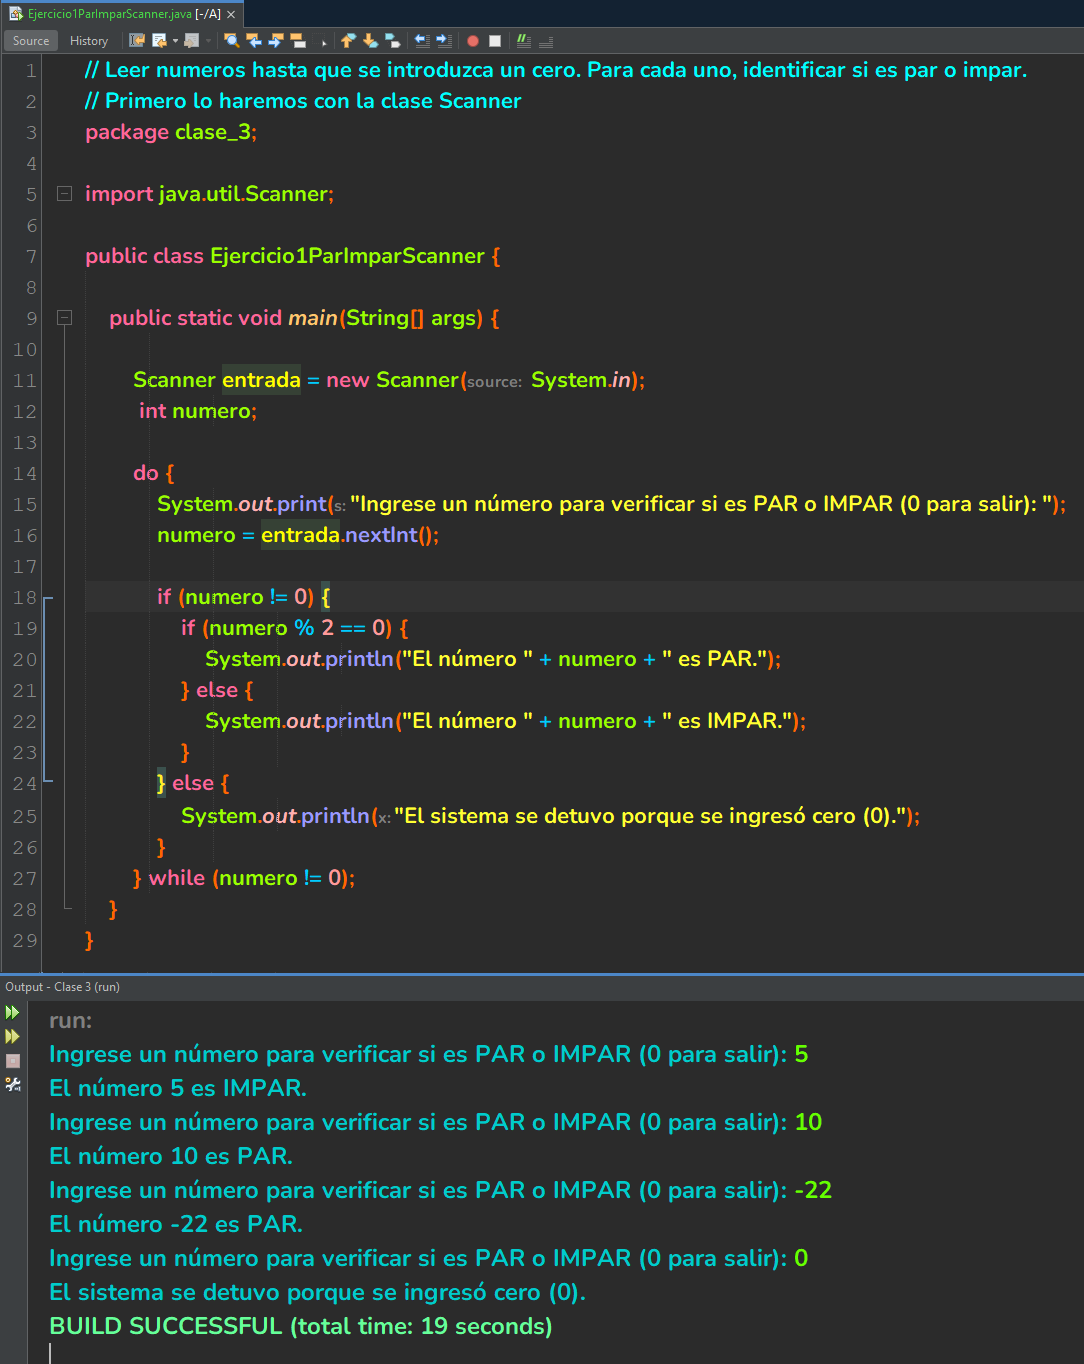 Ejercicio1ParImparScanner.java [-/A] ×
Source History
1 // Leer numeros hasta que se introduzca un cero. Para cada uno, identificar si es par o impar.
2 // Primero lo haremos con la clase Scanner
3 package clase_3;
4
5 import java.util.Scanner;
6
7 public class Ejercicio1ParImparScanner {
8
9 public static void main(String[] args) {
10
11 Scanner entrada = new Scanner(source: System.in);
12 int numero;
13
14 do {
15 System.out.print(s: "Ingrese un número para verificar si es PAR o IMPAR (0 para salir): ");
16 numero = entrada.nextInt();
17
18 if (numero != 0) {
19 if (numero % 2 == 0) {
20 System.out.println("El número " + numero + " es PAR.");
21 } else {
22 System.out.println("El número " + numero + " es IMPAR.");
23 }
24 } else {
25 System.out.println(x: "El sistema se detuvo porque se ingresó cero (0).");
26 }
27 } while (numero != 0);
28 }
29 }
Output - Clase 3 (run)
run:
Ingrese un número para verificar si es PAR o IMPAR (0 para salir): 5
El número 5 es IMPAR.
Ingrese un número para verificar si es PAR o IMPAR (0 para salir): 10
El número 10 es PAR.
Ingrese un número para verificar si es PAR o IMPAR (0 para salir): -22
El número -22 es PAR.
Ingrese un número para verificar si es PAR o IMPAR (0 para salir): 0
El sistema se detuvo porque se ingresó cero (0).
BUILD SUCCESSFUL (total time: 19 seconds)